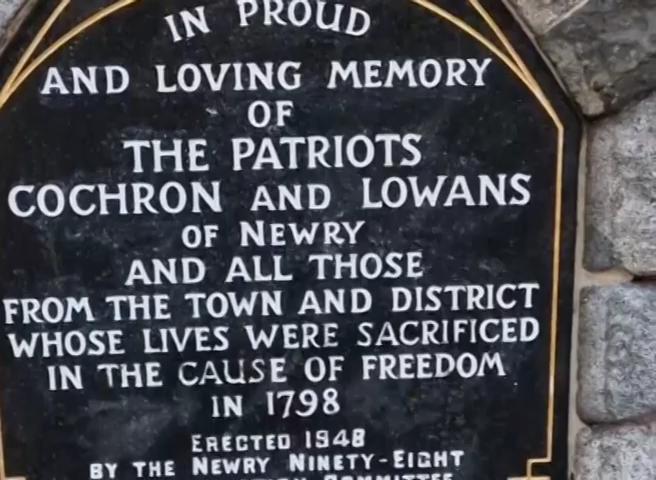 IN PROUD
AND LOVING MEMORY
OF
THE PATRIOTS
COCHRON AND LOWANS
OF NEWRY
AND ALL THOSE
FROM THE TOWN AND DISTRICT
WHOSE LIVES WERE SACRIFICED
IN THE CAUSE OF FREEDOM
IN 1798
ERECTED 1948
BY THE NEWRY NINETY-EIGHT
COMMITTEE